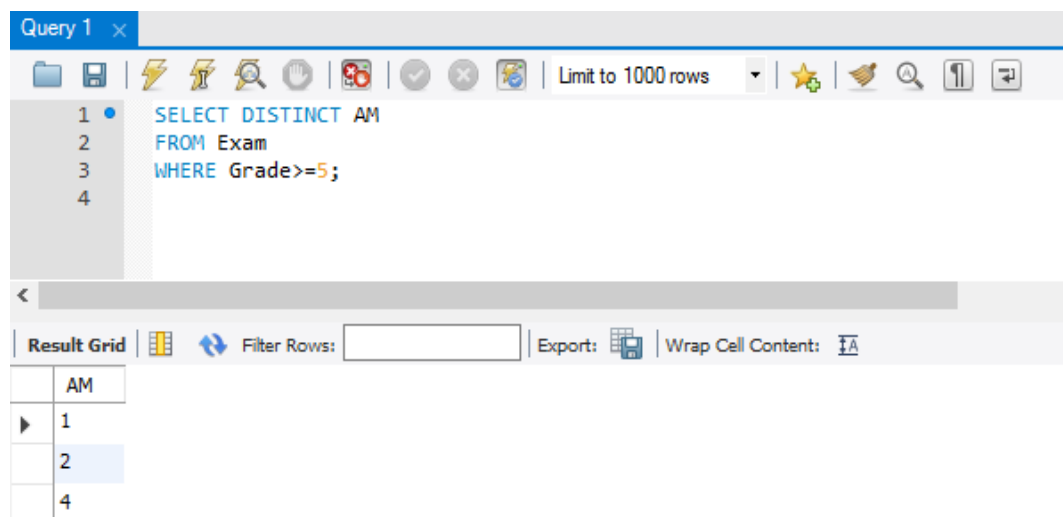 Query 1
Limit to 1000 rows
1 SELECT DISTINCT AM
2 FROM Exam
3 WHERE Grade>=5;
4
Result Grid Filter Rows: Export: Wrap Cell Content:
AM
1
2
4